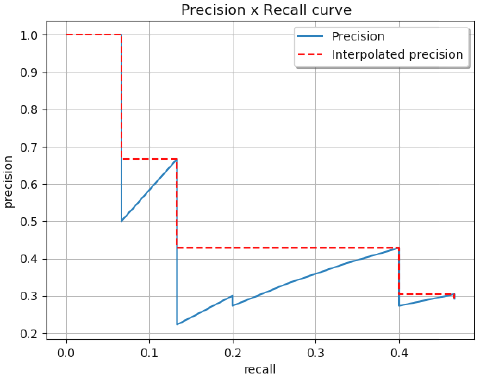 Precision x Recall curve
Precision
Interpolated precision
1.0
0.9
0.8
0.7
0.6
0.5
0.4
0.3
0.2
precision
0.0 0.1 0.2 0.3 0.4
recall